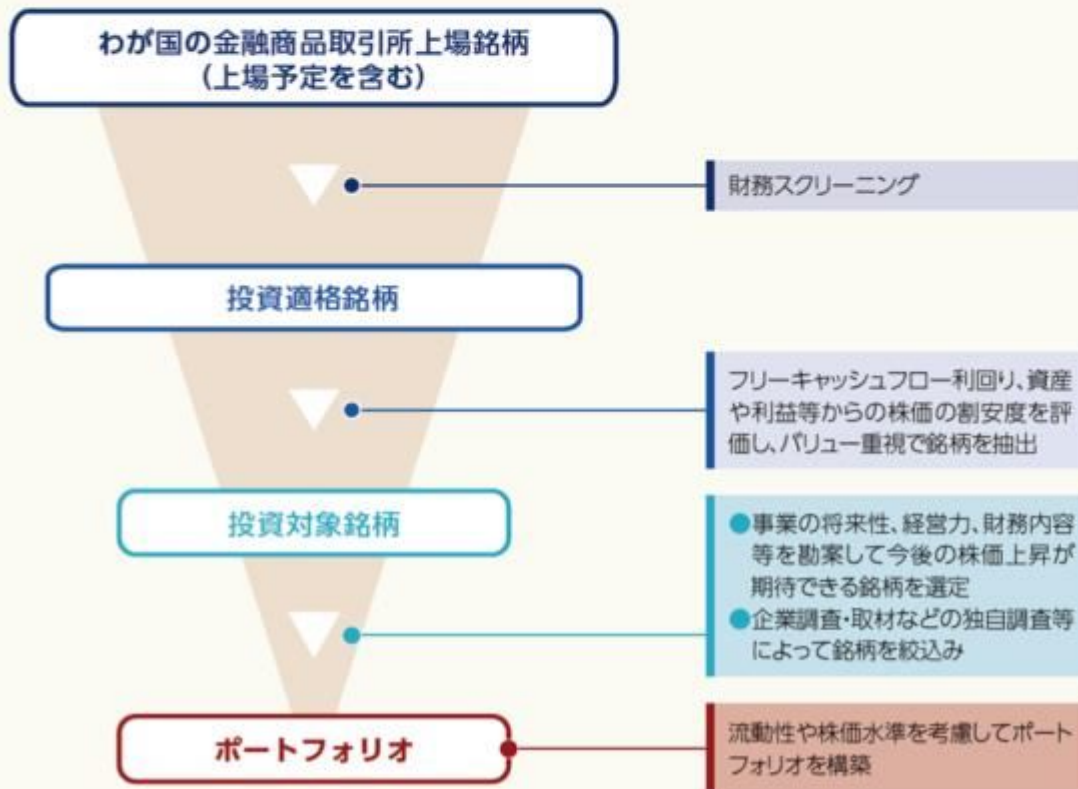 わが国の金融商品取引所上場銘柄
(上場予定を含む)
財務スクリーニング
投資適格銘柄
フリーキャッシュフロー利回り、資産
や利益等からの株価の割安度を評
価し、バリュー重視で銘柄を抽出
投資対象銘柄
●事業の将来性、経営力、財務内容
等を勘案して今後の株価上昇が
期待できる銘柄を選定
●企業調査・取材などの独自調査等
によって銘柄を絞込み
ポートフォリオ
流動性や株価水準を考慮してポート
フォリオを構築